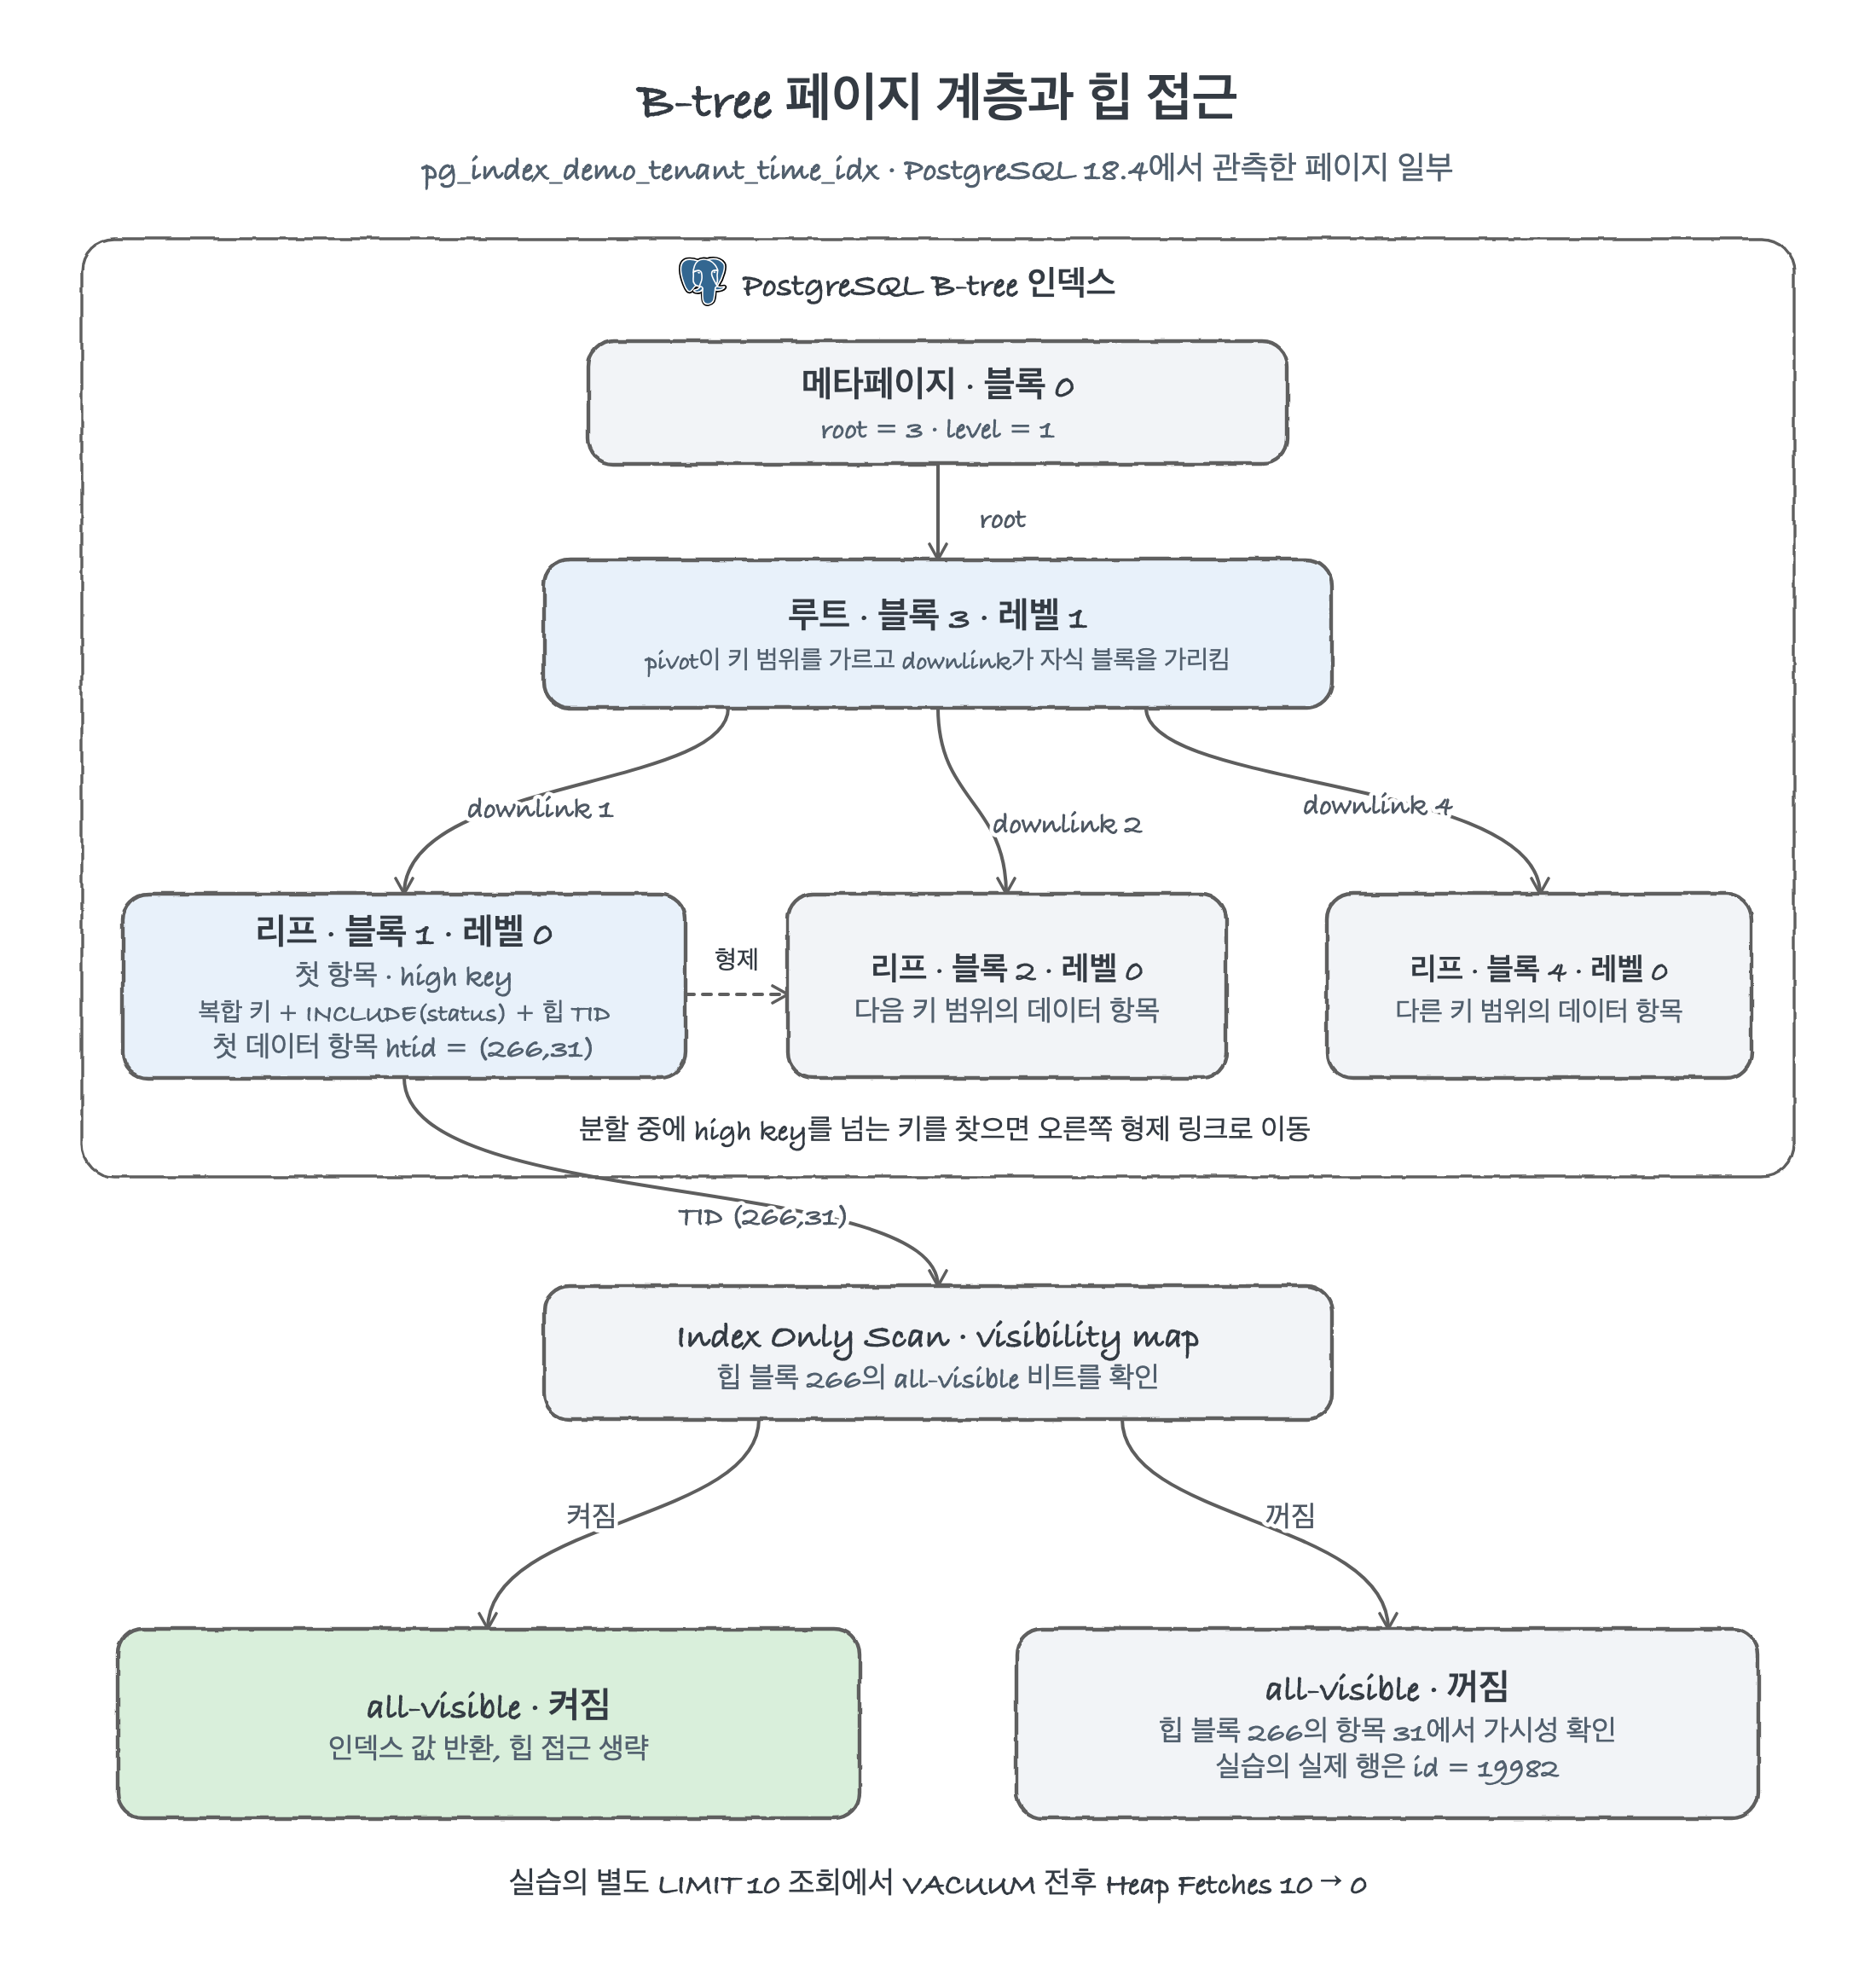 B-tree 페이지 계층과 힙 접근
pg_index_demo_tenant_time_idx · PostgreSQL 18.4에서 관측한 페이지 일부
PostgreSQL B-tree 인덱스
메타페이지 · 블록 0
root = 3 · level = 1
root
루트 · 블록 3 · 레벨 1
pivot이 키 범위를 가르고 downlink가 자식 블록을 가리킴
downlink 1
downlink 2
downlink 4
리프 · 블록 1 · 레벨 0
첫 항목 · high key
복합 키 + INCLUDE(status) + 힙 TID
첫 데이터 항목 htid = (266,31)
형제
리프 · 블록 2 · 레벨 0
다음 키 범위의 데이터 항목
리프 · 블록 4 · 레벨 0
다른 키 범위의 데이터 항목
분할 중에 high key를 넘는 키를 찾으면 오른쪽 형제 링크로 이동
TID (266,31)
Index Only Scan · visibility map
힙 블록 266의 all-visible 비트를 확인
켜짐
꺼짐
all-visible · 켜짐
인덱스 값 반환, 힙 접근 생략
all-visible · 꺼짐
힙 블록 266의 항목 31에서 가시성 확인
실습의 실제 행은 id = 19982
실습의 별도 LIMIT 10 조회에서 VACUUM 전후 Heap Fetches 10 → 0